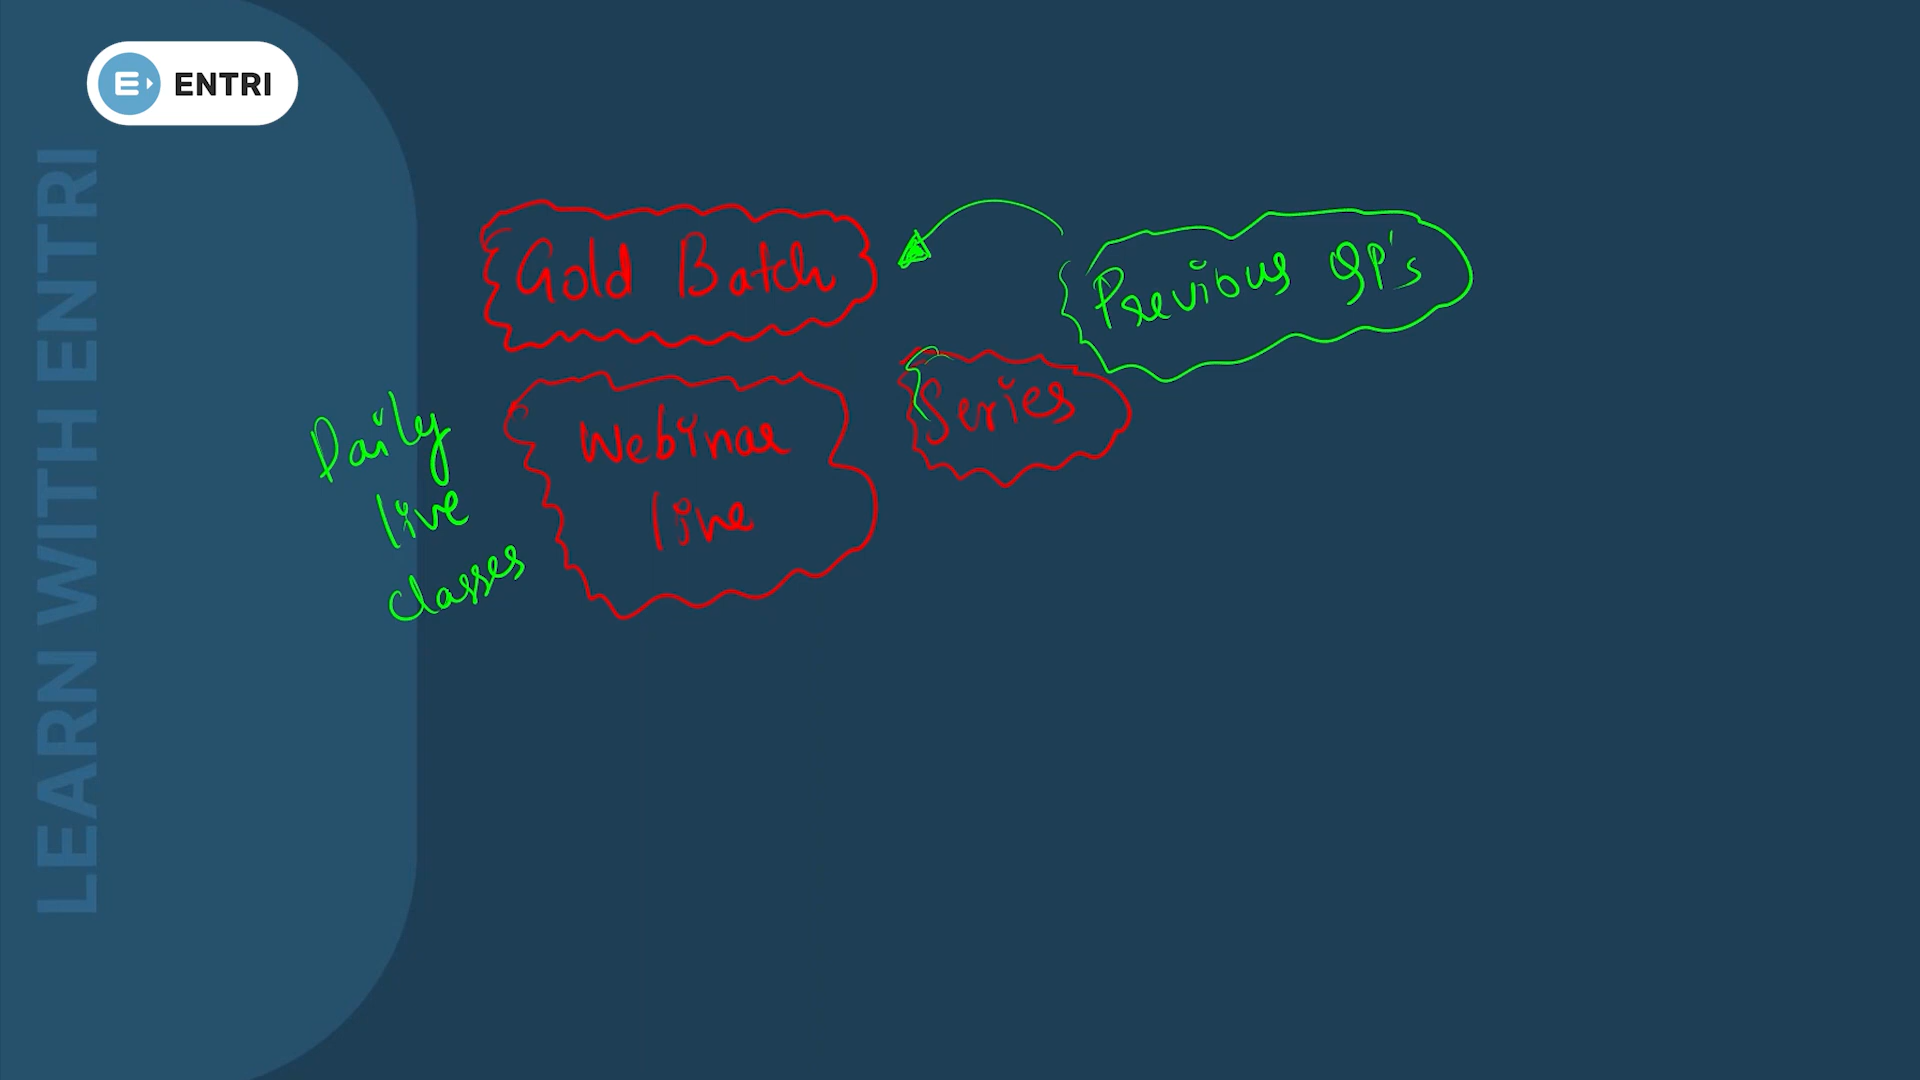 ENTRI
LEARN WITH ENTRI
Gold Batch
Previous QP's
Series
Webinar
live
Daily
live
classes